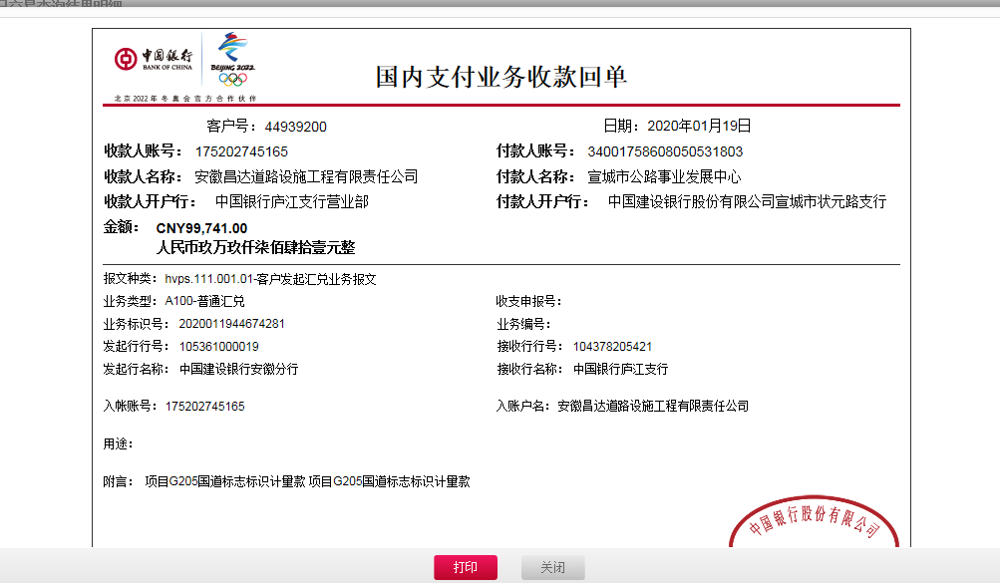 中国银行
BANK OF CHINA
BEIJING 2022
北京2022年冬奥会官方合作伙伴
国内支付业务收款回单
客户号：44939200 日期：2020年01月19日
收款人账号：175202745165 付款人账号：34001758608050531803
收款人名称：安徽昌达道路设施工程有限责任公司 付款人名称：宣城市公路事业发展中心
收款人开户行：中国银行庐江支行营业部 付款人开户行：中国建设银行股份有限公司宣城市状元路支行
金额：CNY99,741.00
人民币玖万玖仟柒佰肆拾壹元整
报文种类：hvps.111.001.01-客户发起汇兑业务报文
业务类型：A100-普通汇兑 收支申报号：
业务标识号：2020011944674281 业务编号：
发起行行号：105361000019 接收行行号：104378205421
发起行名称：中国建设银行安徽分行 接收行名称：中国银行庐江支行
入帐账号：175202745165 入账户名：安徽昌达道路设施工程有限责任公司
用途：
附言：项目G205国道标志标识计量款 项目G205国道标志标识计量款
中国银行股份有限公司
打印 关闭